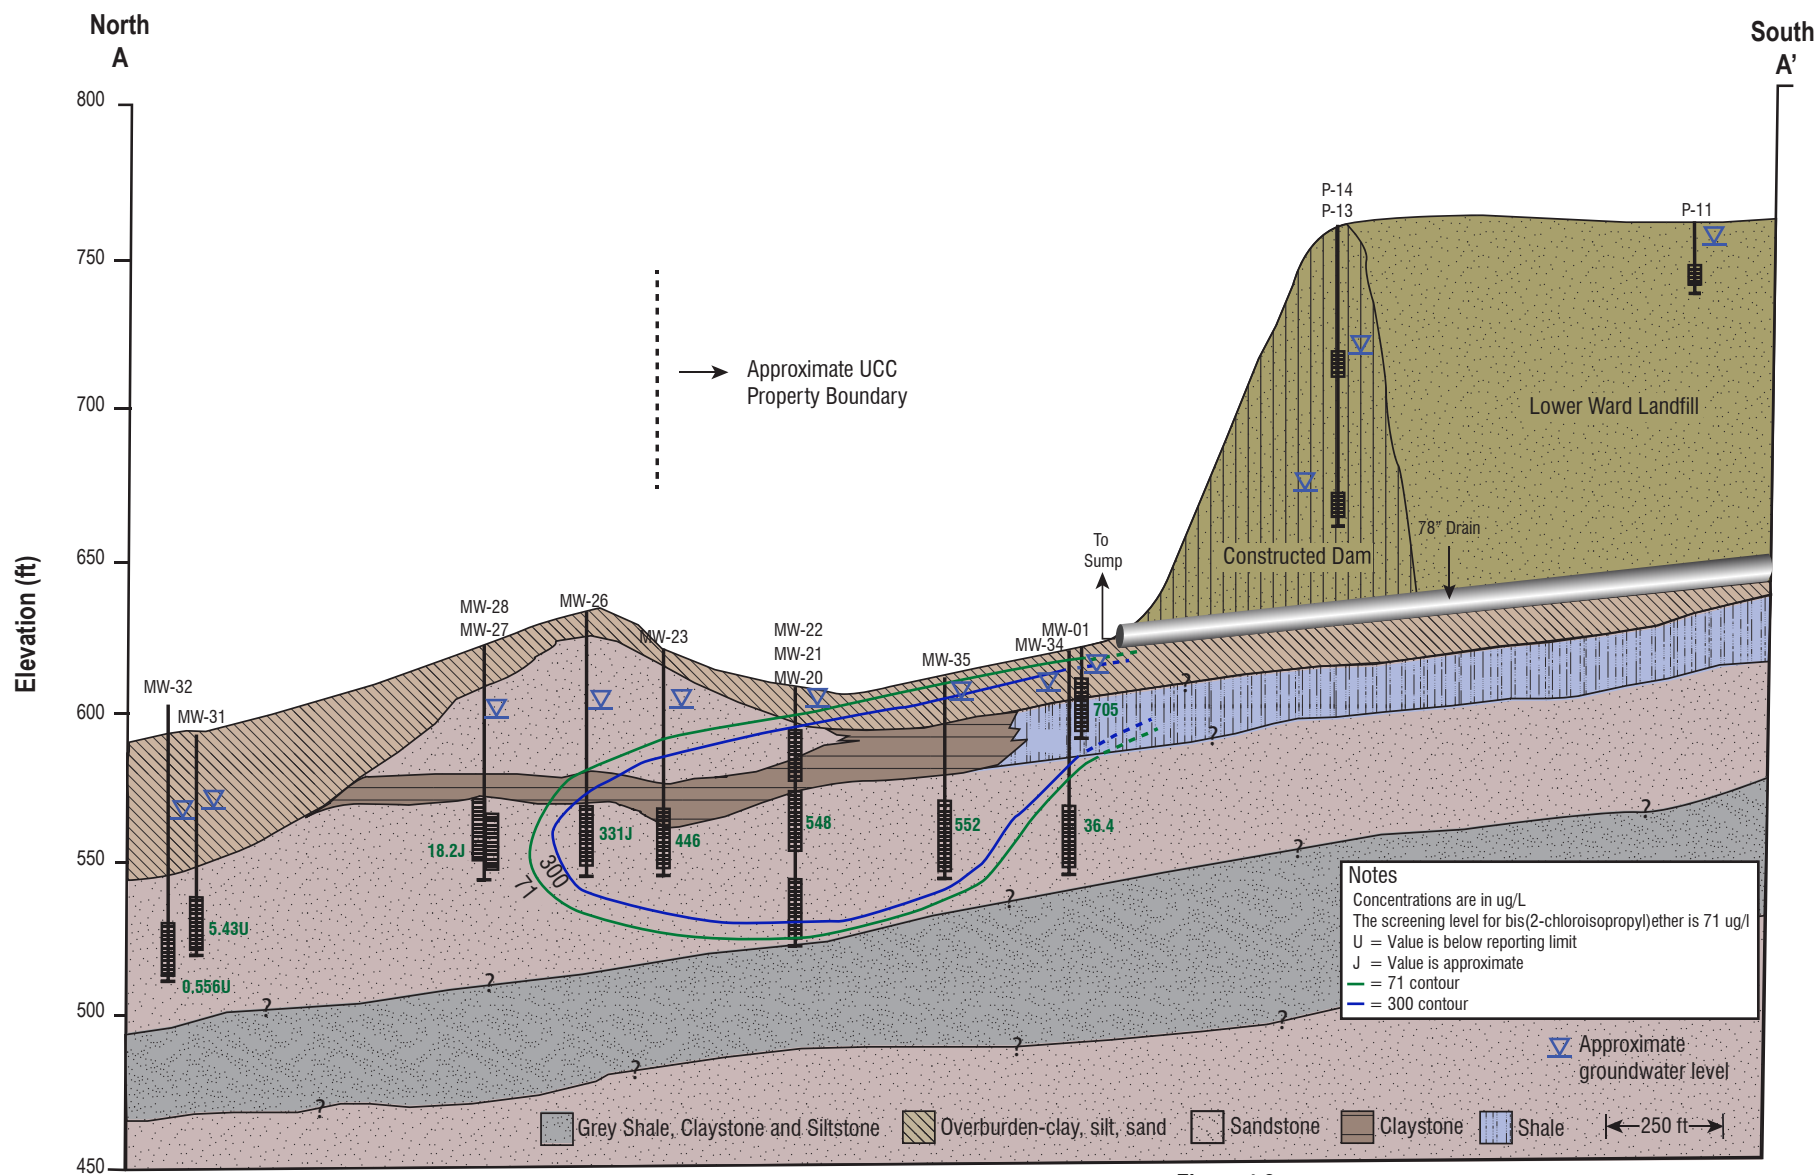 North
A
South
A'
800
750
700
650
600
550
500
450
Elevation (ft)
P-14
P-13
P-11
Approximate UCC
Property Boundary
Lower Ward Landfill
78" Drain
Constructed Dam
To
Sump
MW-28
MW-27
MW-26
MW-23
MW-22
MW-21
MW-20
MW-35
MW-34
MW-01
MW-32
MW-31
705
18.2J
331J
446
548
552
36.4
300
71
5.43U
0.556U
? ? ? ? ? ? ? ? ? ? ? ?
Notes
Concentrations are in ug/L
The screening level for bis(2-chloroisopropyl)ether is 71 ug/l
U = Value is below reporting limit
J = Value is approximate
= 71 contour
= 300 contour
Approximate
groundwater level
Grey Shale, Claystone and Siltstone
Overburden-clay, silt, sand
Sandstone
Claystone
Shale
250 ft